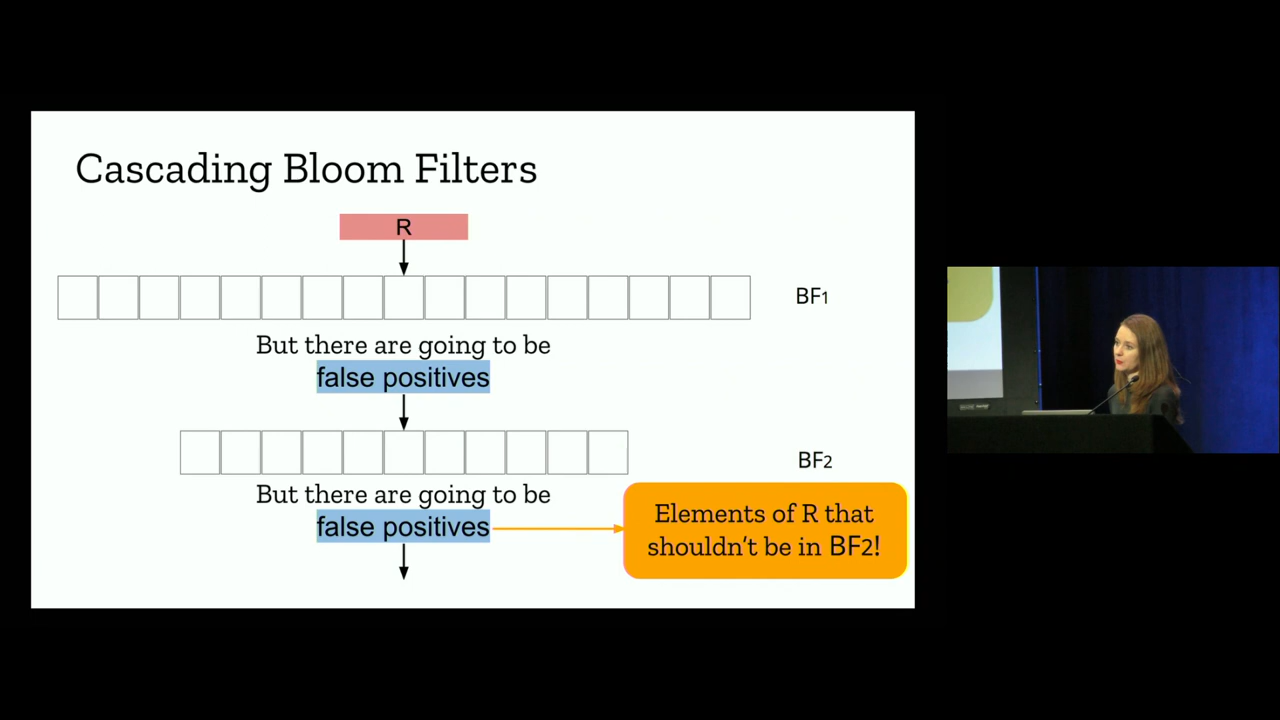 Cascading Bloom Filters
R
BF1
But there are going to be
false positives
BF2
But there are going to be
false positives
Elements of R that
shouldn't be in BF2!